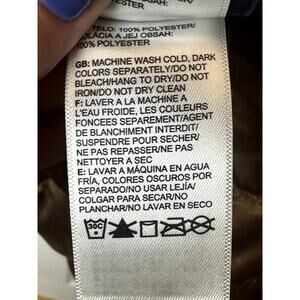 TELO: 100% POLYESTER/
OLÁCIA A JEJ OBSAH:
100% POLYESTER
GB: MACHINE WASH COLD, DARK
COLORS SEPARATELY/DO NOT
BLEACH/HANG TO DRY/DO NOT
IRON/DO NOT DRY CLEAN
F: LAVER A LA MACHINE A
L'EAU FROIDE, LES COULEURS
FONCEES SEPAREMENT/AGENT
DE BLANCHIMENT INTERDIT/
SUSPENDRE POUR SECHER/
NE PAS REPASSER/NE PAS
NETTOYER A SEC
E: LAVAR A MÁQUINA EN AGUA
FRÍA, COLORES OSCUROS POR
SEPARADO/NO USAR LEJÍA/
COLGAR PARA SECAR/NO
PLANCHAR/NO LAVAR EN SECO
30C